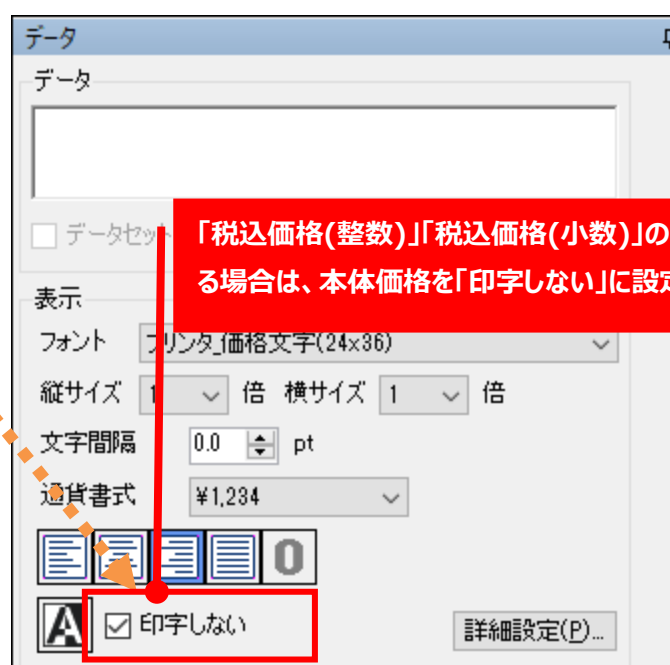 データ
データ
データセット
「税込価格(整数)」「税込価格(小数)」の
る場合は、本体価格を「印字しない」に設定
表示
フォント プリンタ_価格文字(24x36)
縦サイズ 1 倍 横サイズ 1 倍
文字間隔 0.0 pt
通貨書式 ¥1,234
0
A 印字しない 詳細設定(P)...